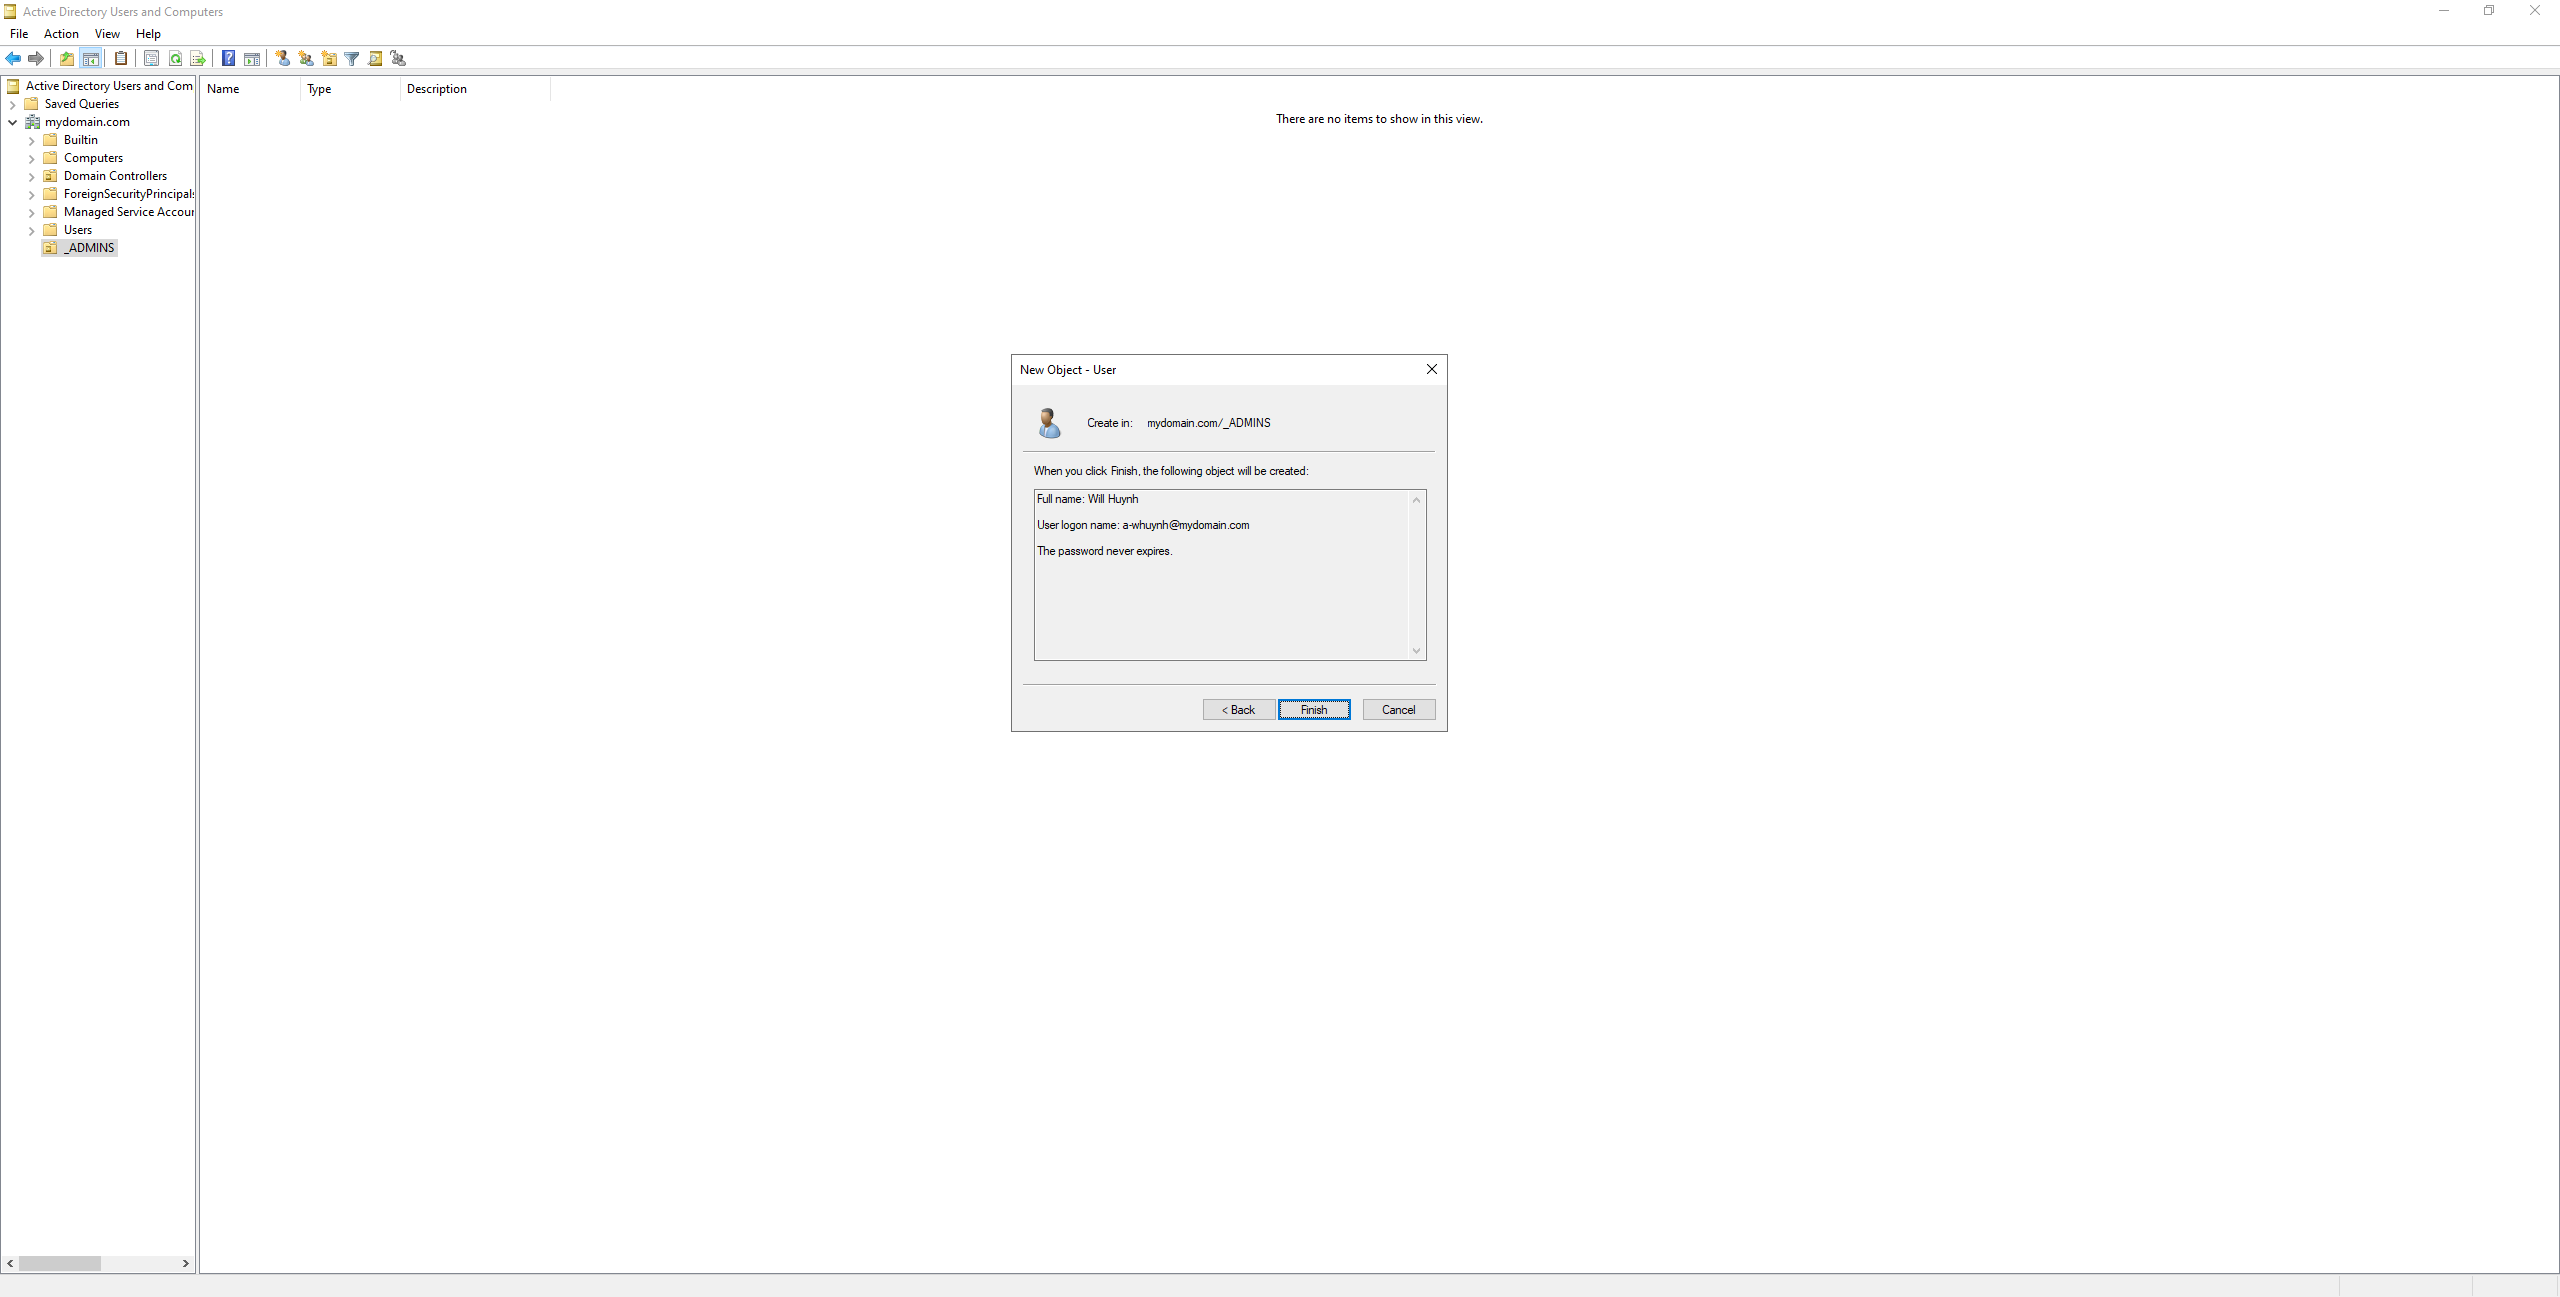 Active Directory Users and Computers
File Action View Help
Active Directory Users and Com
Saved Queries
mydomain.com
Builtin
Computers
Domain Controllers
ForeignSecurityPrincipals
Managed Service Accour
Users
_ADMINS
Name Type Description
There are no items to show in this view.
New Object - User
Create in: mydomain.com/_ADMINS
When you click Finish, the following object will be created:
Full name: Will Huynh
User logon name: a-whuynh@mydomain.com
The password never expires.
< Back Finish Cancel